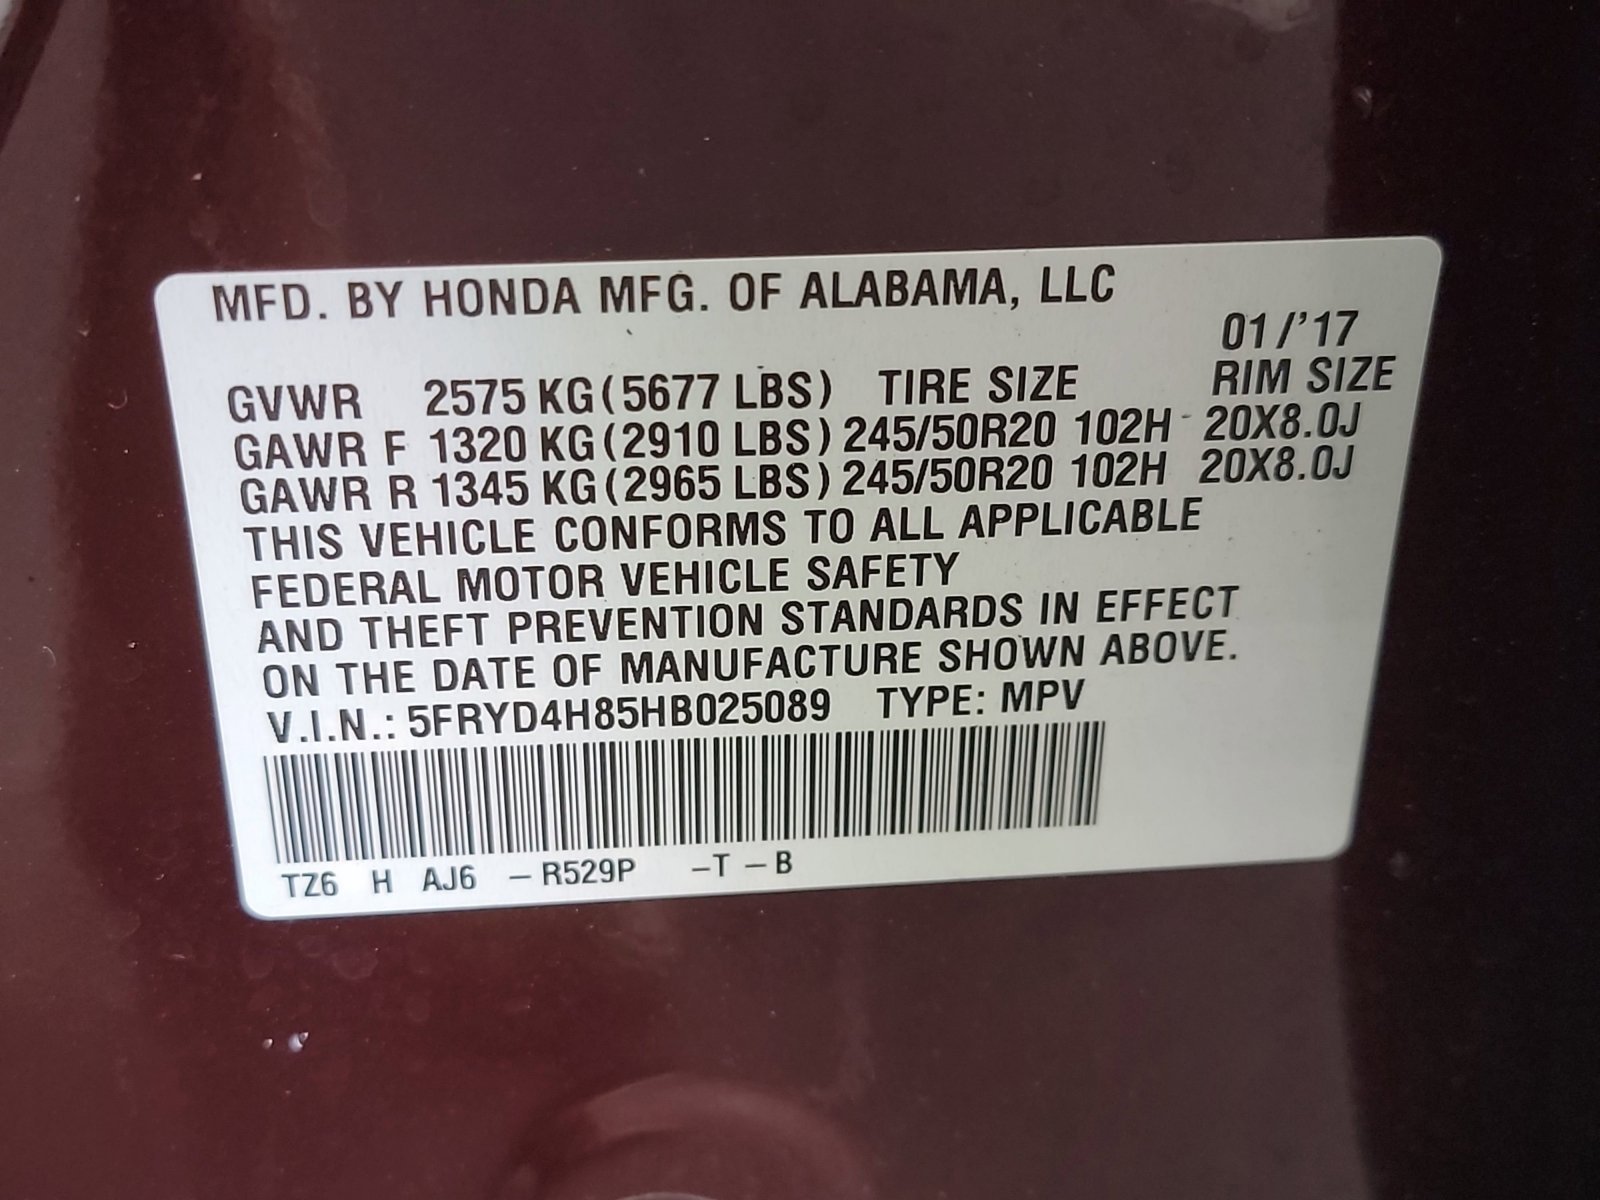 MFD. BY HONDA MFG. OF ALABAMA, LLC
01/'17
GVWR 2575 KG (5677 LBS) TIRE SIZE RIM SIZE
GAWR F 1320 KG (2910 LBS) 245/50R20 102H 20X8.0J
GAWR R 1345 KG (2965 LBS) 245/50R20 102H 20X8.0J
THIS VEHICLE CONFORMS TO ALL APPLICABLE
FEDERAL MOTOR VEHICLE SAFETY
AND THEFT PREVENTION STANDARDS IN EFFECT
ON THE DATE OF MANUFACTURE SHOWN ABOVE.
V.I.N.: 5FRYD4H85HB025089 TYPE: MPV
TZ6 H AJ6 – R529P –T – B